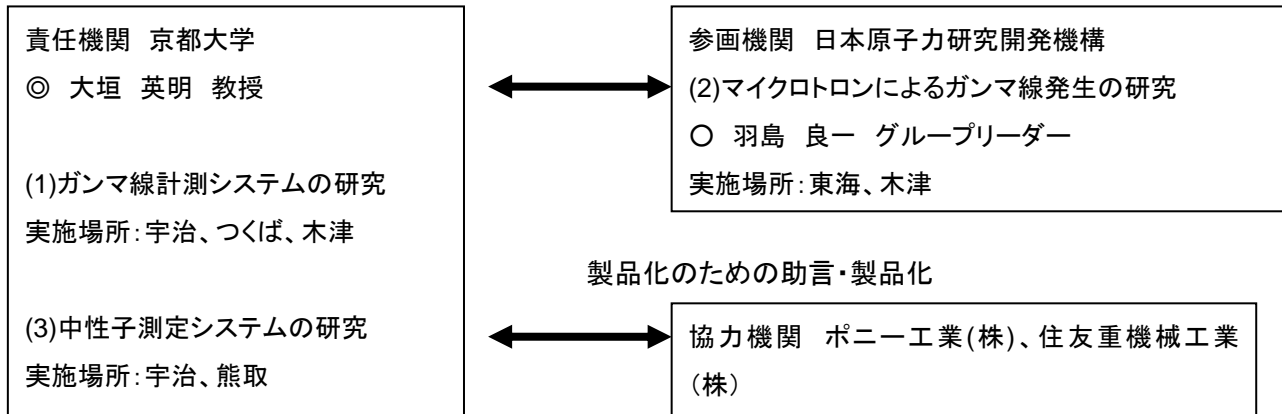 責任機関 京都大学
◎ 大垣 英明 教授
(1)ガンマ線計測システムの研究
実施場所:宇治、つくば、木津
(3)中性子測定システムの研究
実施場所:宇治、熊取
参画機関 日本原子力研究開発機構
(2)マイクロトロンによるガンマ線発生の研究
○ 羽島 良一 グループリーダー
実施場所:東海、木津
製品化のための助言・製品化
協力機関 ポニー工業(株)、住友重機械工業
(株)